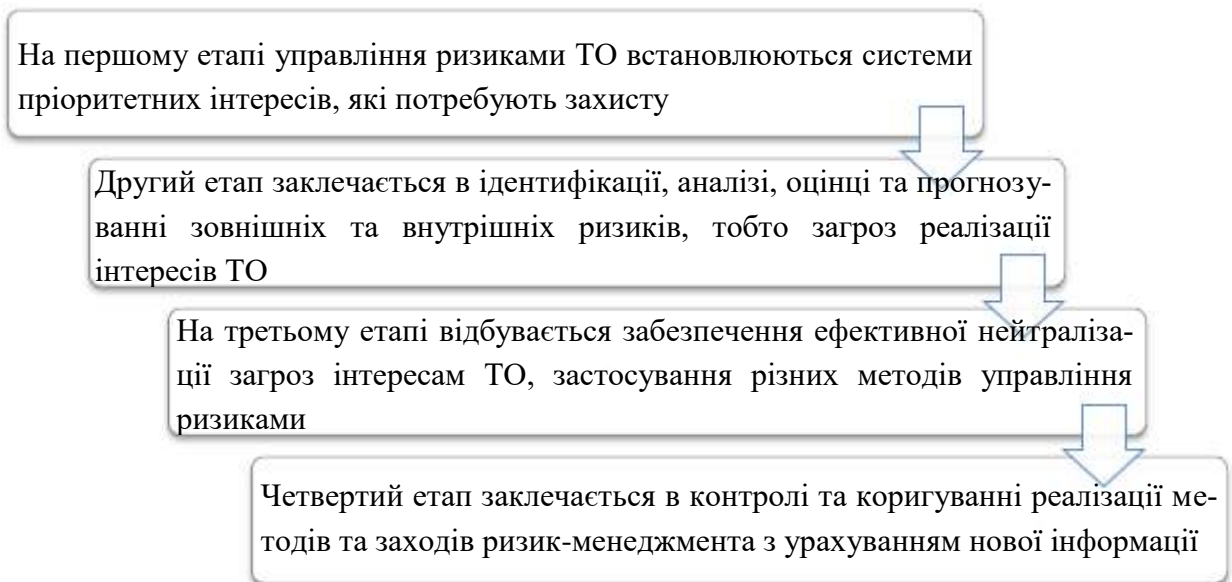 На першому етапі управління ризиками ТО встановлюються системи
пріоритетних інтересів, які потребують захисту
Другий етап заклечається в ідентифікації, аналізі, оцінці та прогнозу-
ванні зовнішніх та внутрішніх ризиків, тобто загроз реалізації
інтересів ТО
На третьому етапі відбувається забезпечення ефективної нейтраліза-
ції загроз інтересам ТО, застосування різних методів управління
ризиками
Четвертий етап заклечається в контролі та коригуванні реалізації ме-
тодів та заходів ризик-менеджмента з урахуванням нової інформації